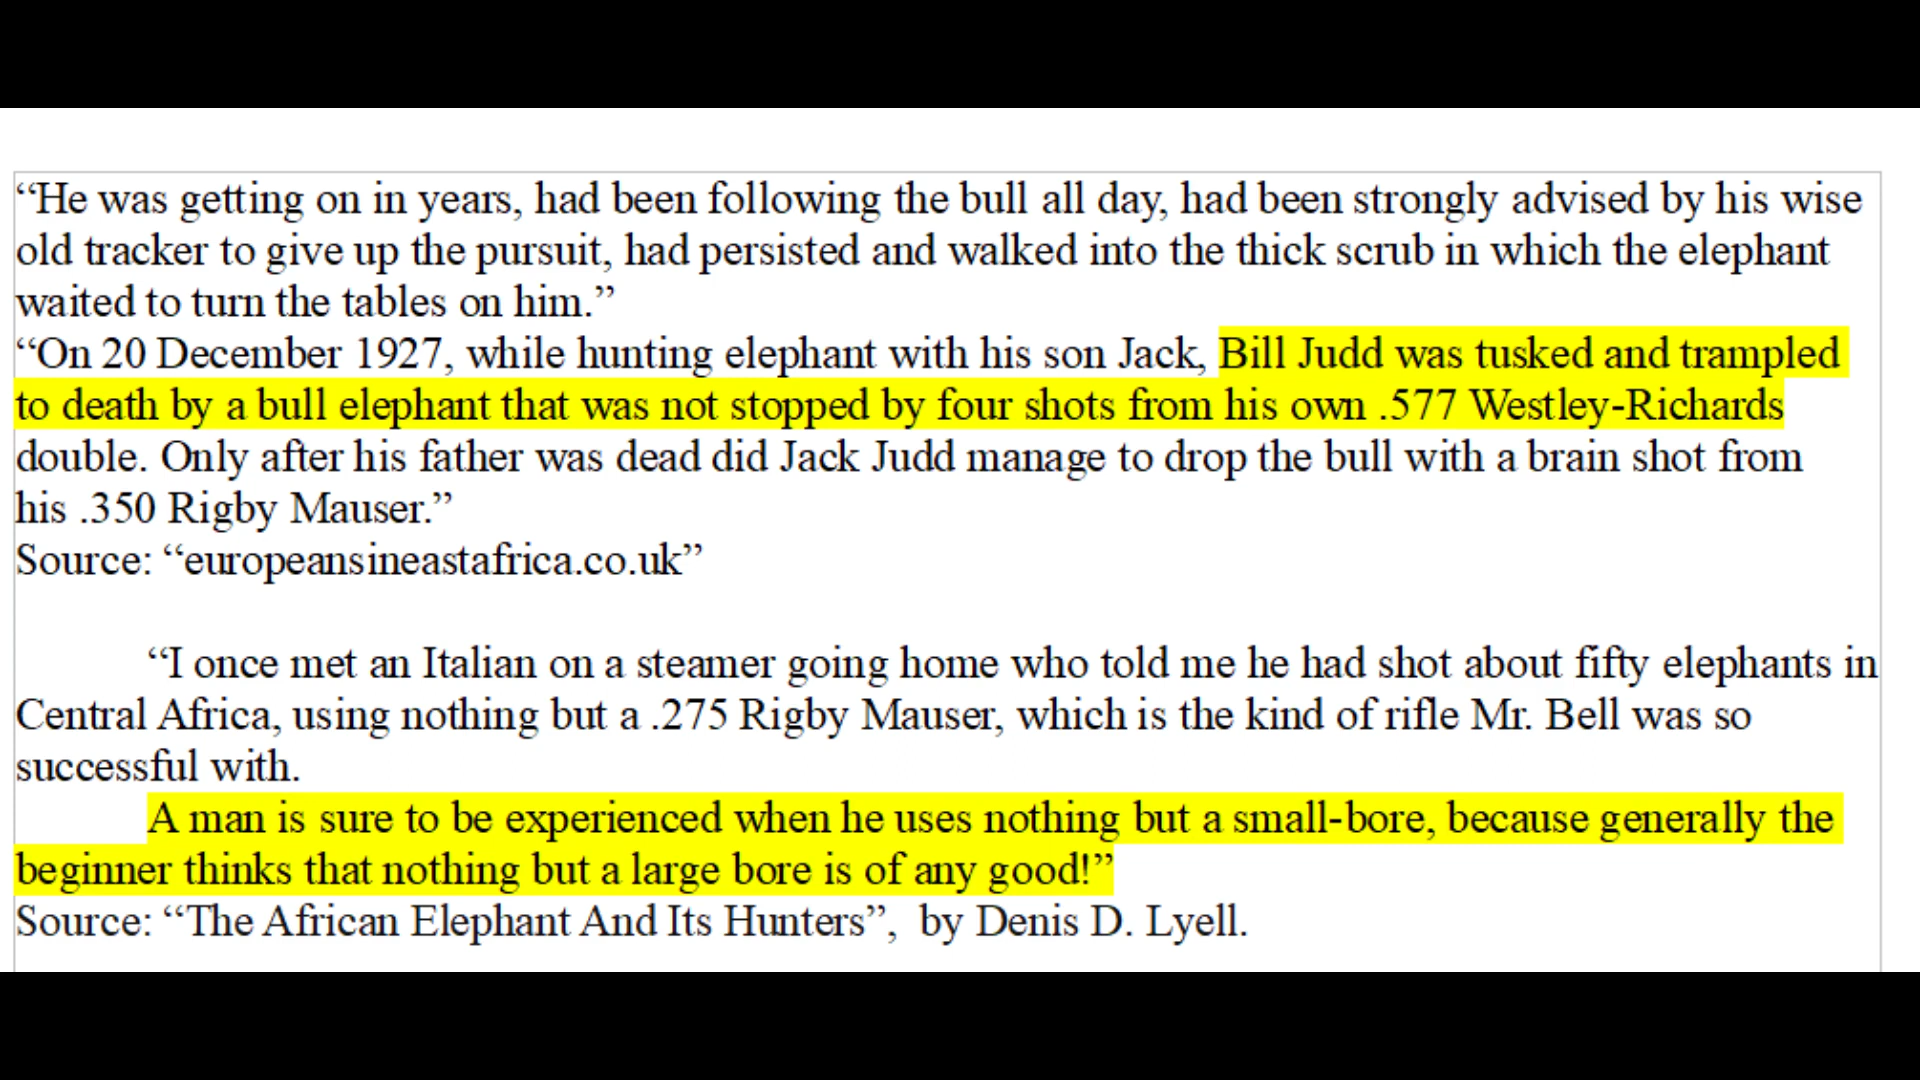 “He was getting on in years, had been following the bull all day, had been strongly advised by his wise
old tracker to give up the pursuit, had persisted and walked into the thick scrub in which the elephant
waited to turn the tables on him.”
“On 20 December 1927, while hunting elephant with his son Jack, Bill Judd was tusked and trampled
to death by a bull elephant that was not stopped by four shots from his own .577 Westley-Richards
double. Only after his father was dead did Jack Judd manage to drop the bull with a brain shot from
his .350 Rigby Mauser.”
Source: “europeansineastafrica.co.uk”
“I once met an Italian on a steamer going home who told me he had shot about fifty elephants in
Central Africa, using nothing but a .275 Rigby Mauser, which is the kind of rifle Mr. Bell was so
successful with.
A man is sure to be experienced when he uses nothing but a small-bore, because generally the
beginner thinks that nothing but a large bore is of any good!”
Source: “The African Elephant And Its Hunters”,  by Denis D. Lyell.